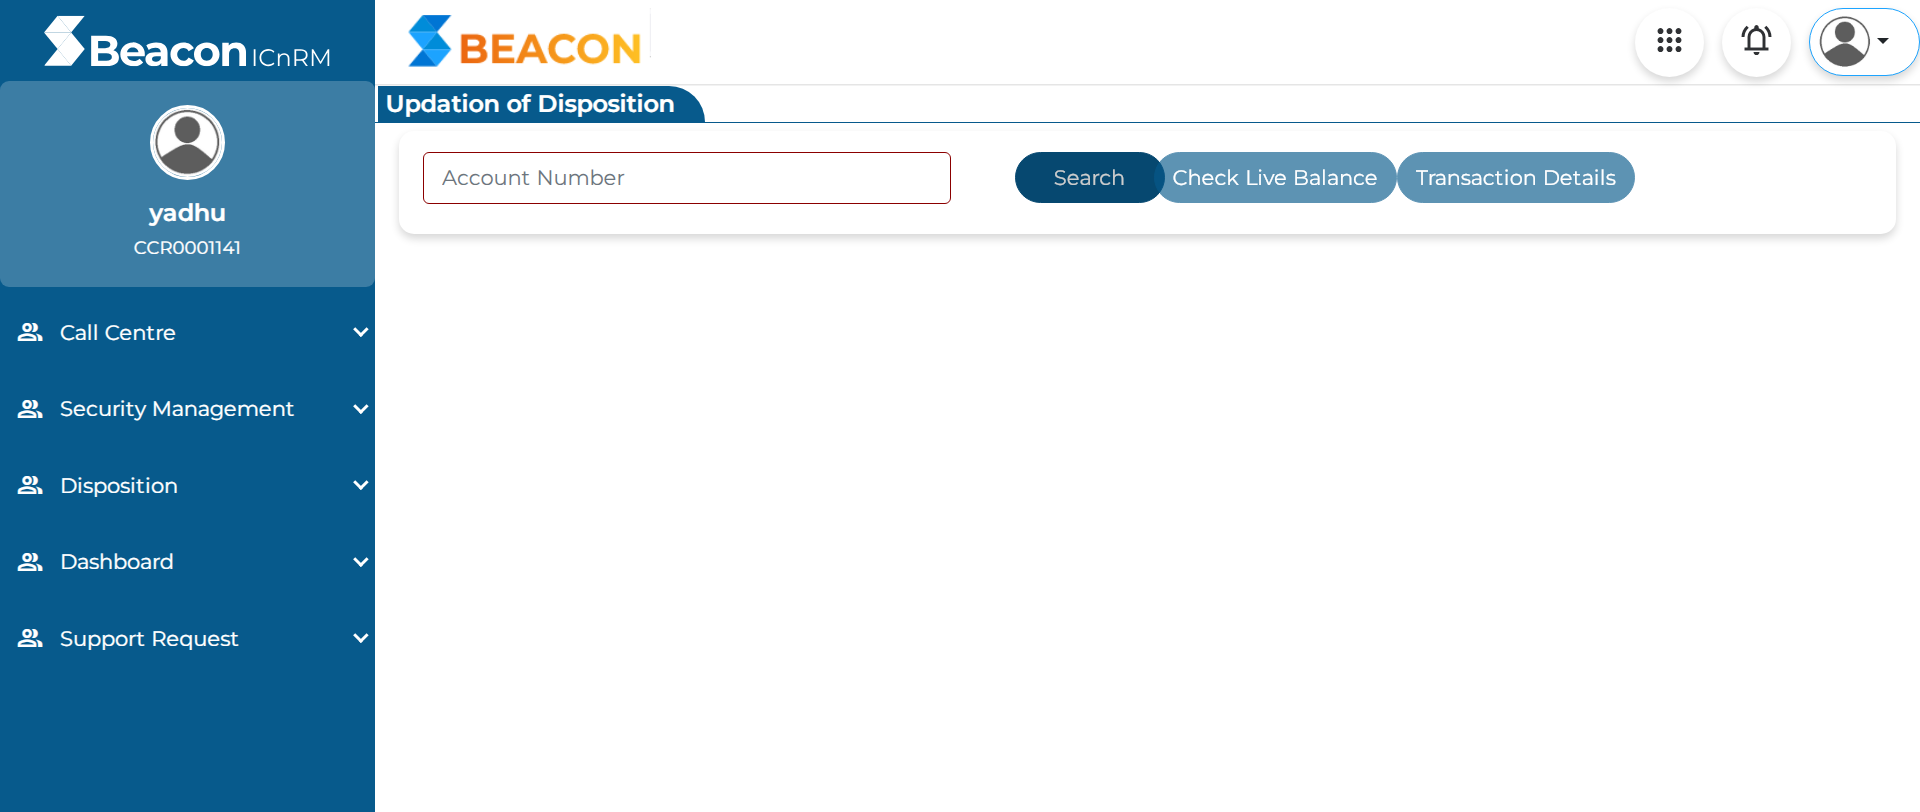 Beacon ICnRM
BEACON
Updation of Disposition
yadhu
CCR0001141
Account Number
Search
Check Live Balance
Transaction Details
Call Centre
Security Management
Disposition
Dashboard
Support Request